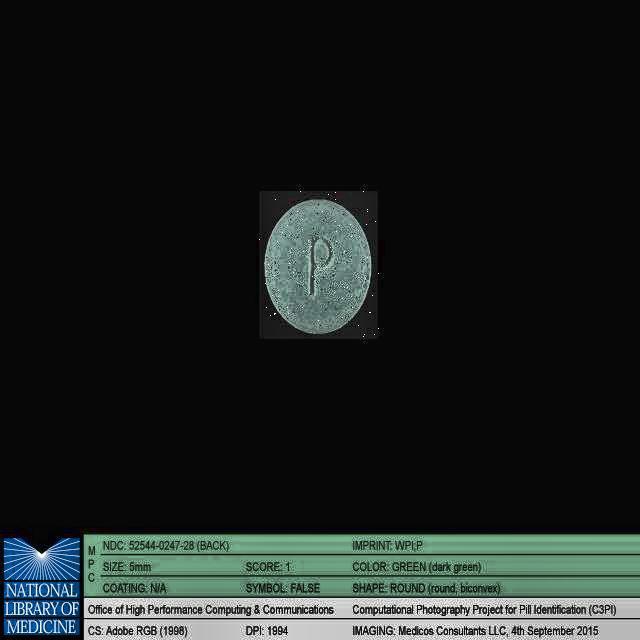 P
NDC: 52544-0247-28 (BACK) IMPRINT: WPI;P
M P C
SIZE: 5mm SCORE: 1 COLOR: GREEN (dark green)
COATING: N/A SYMBOL: FALSE SHAPE: ROUND (round, biconvex)
NATIONAL LIBRARY OF MEDICINE
Office of High Performance Computing & Communications Computational Photography Project for Pill Identification (C3PI)
CS: Adobe RGB (1998) DPI: 1994 IMAGING: Medicos Consultants LLC, 4th September 2015